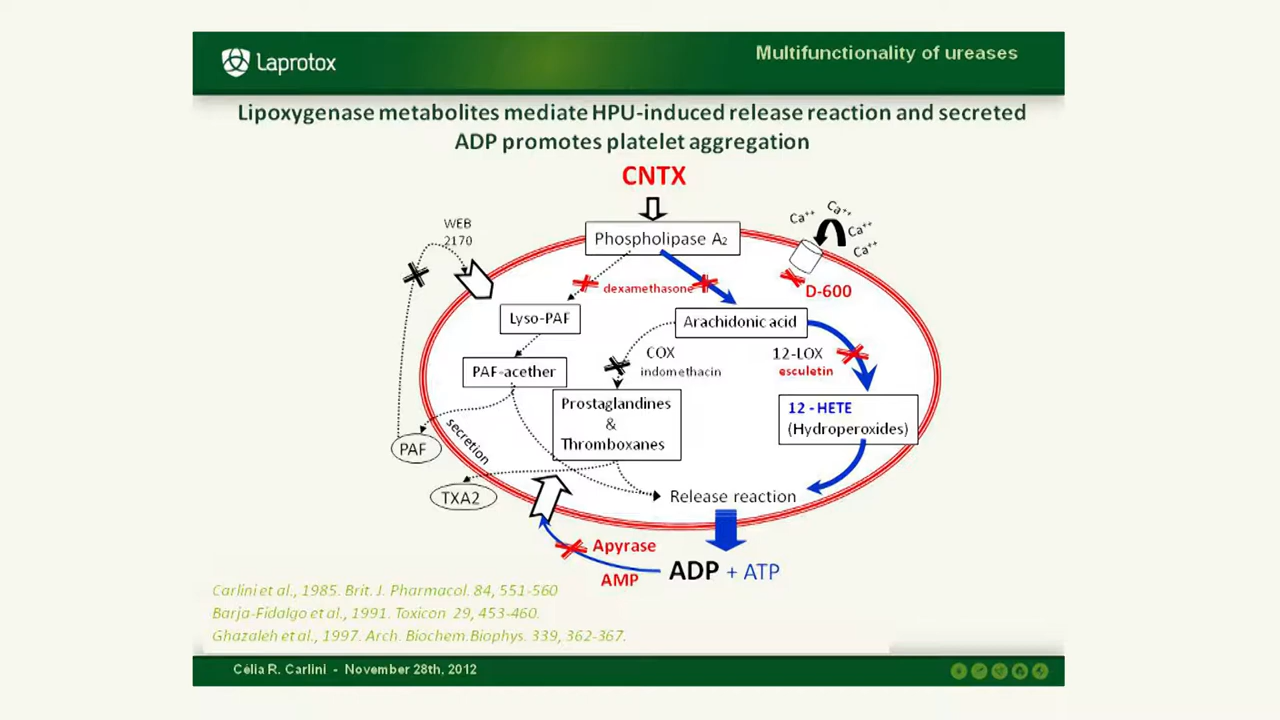 Laprotox
Multifunctionality of ureases
Lipoxygenase metabolites mediate HPU-induced release reaction and secreted
ADP promotes platelet aggregation
CNTX
WEB
2170
Phospholipase A2
Ca++
Ca++
Ca++
Ca++
dexamethasone
D-600
Lyso-PAF
Arachidonic acid
COX
indomethacin
12-LOX
esculetin
PAF-acether
Prostaglandines
&
Thromboxanes
12 - HETE
(Hydroperoxides)
PAF
secretion
TXA2
Release reaction
Apyrase
AMP
ADP + ATP
Carlini et al., 1985. Brit. J. Pharmacol. 84, 551-560
Barja-Fidalgo et al., 1991. Toxicon 29, 453-460.
Ghazaleh et al., 1997. Arch. Biochem.Biophys. 339, 362-367.
Célia R. Carlini - November 28th, 2012